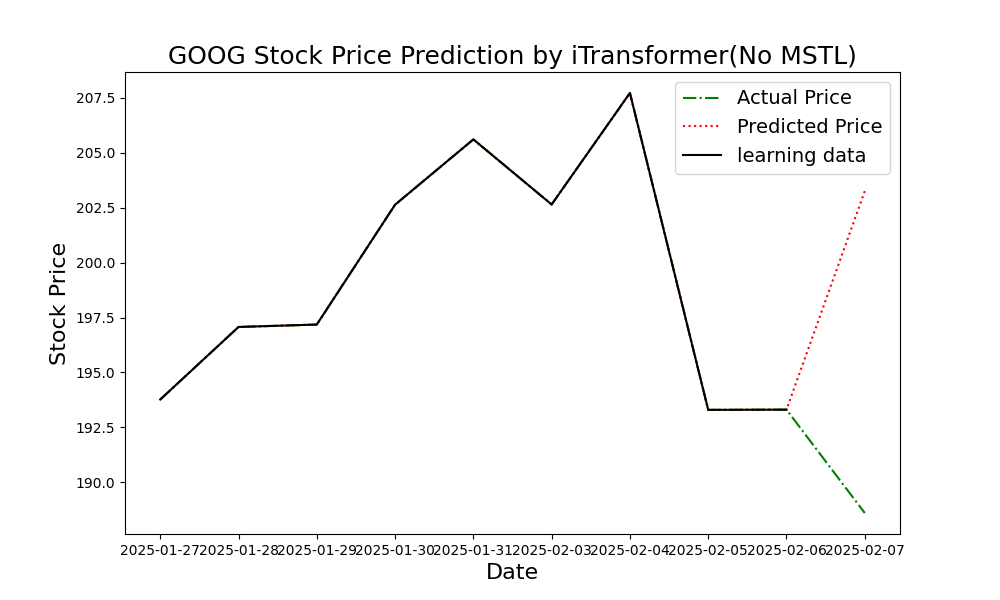 GOOG Stock Price Prediction by iTransformer(No MSTL)
Actual Price
Predicted Price
learning data
Stock Price
207.5
205.0
202.5
200.0
197.5
195.0
192.5
190.0
2025-01-27 2025-01-28 2025-01-29 2025-01-30 2025-01-31 2025-02-03 2025-02-04 2025-02-05 2025-02-06 2025-02-07
Date